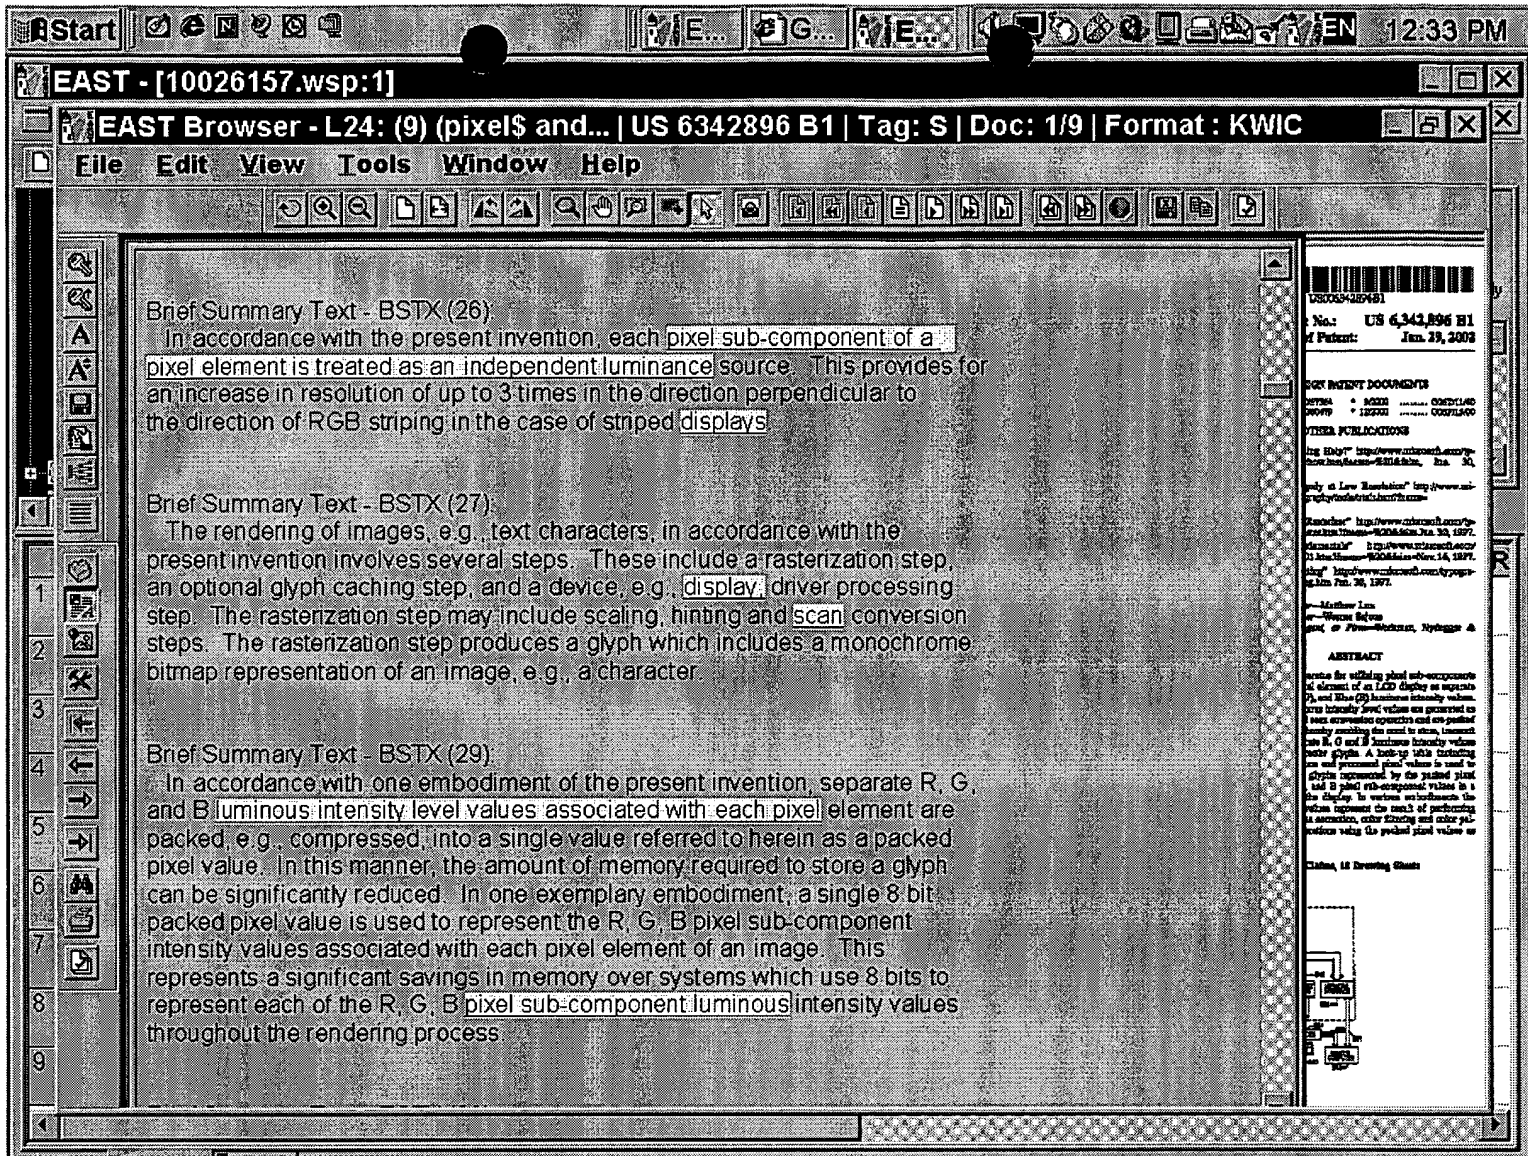 Start
E...
G...
E...
EN
12:33 PM
EAST - [10026157.wsp:1]
EAST Browser - L24: (9) (pixel$ and... | US 6342896 B1 | Tag: S | Doc: 1/9 | Format : KWIC
File Edit View Tools Window Help
Brief Summary Text - BSTX (26):
In accordance with the present invention, each pixel sub-component of a
pixel element is treated as an independent luminance source. This provides for
an increase in resolution of up to 3 times in the direction perpendicular to
the direction of RGB striping in the case of striped displays.
Brief Summary Text - BSTX (27):
The rendering of images, e.g., text characters, in accordance with the
present invention involves several steps. These include a rasterization step,
an optional glyph caching step, and a device, e.g., display, driver processing
step. The rasterization step may include scaling, hinting and scan conversion
steps. The rasterization step produces a glyph which includes a monochrome
bitmap representation of an image, e.g., a character.
Brief Summary Text - BSTX (29):
In accordance with one embodiment of the present invention, separate R, G,
and B luminous intensity level values associated with each pixel element are
packed, e.g., compressed, into a single value referred to herein as a packed
pixel value. In this manner, the amount of memory required to store a glyph
can be significantly reduced. In one exemplary embodiment, a single 8 bit
packed pixel value is used to represent the R, G, B pixel sub-component
intensity values associated with each pixel element of an image. This
represents a significant savings in memory over systems which use 8 bits to
represent each of the R, G, B pixel sub-component luminous intensity values
throughout the rendering process.
1
2
3
4
5
6
7
8
9
US006342896B1
No.: US 6,342,896 B1
of Patent: Jan. 29, 2002
PATENT DOCUMENTS
OTHER PUBLICATIONS
ABSTRACT
Claims, 18 Drawing Sheets
R